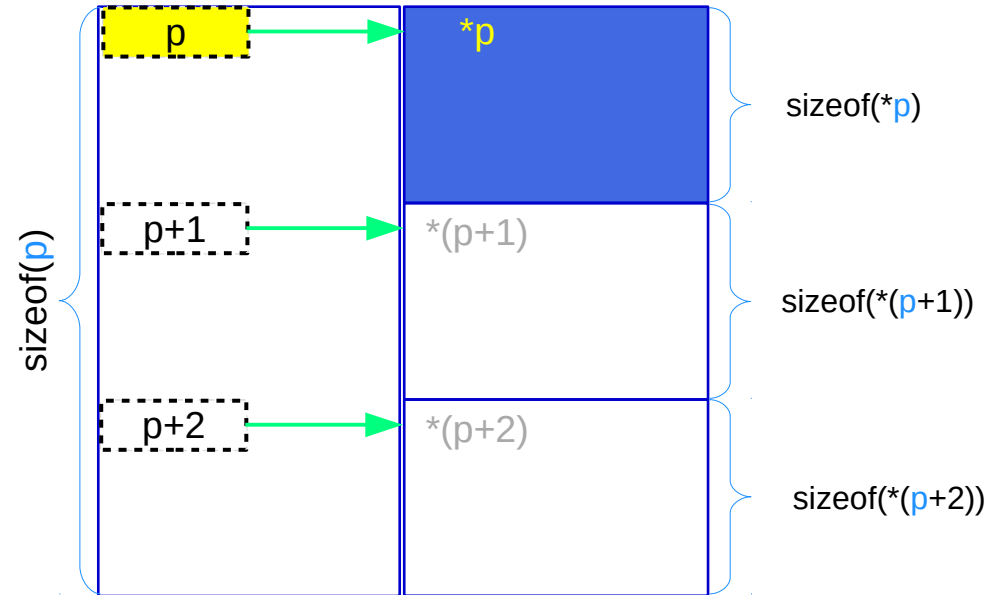 p
*p
sizeof(*p)
p+1
*(p+1)
sizeof(p)
sizeof(*(p+1))
p+2
*(p+2)
sizeof(*(p+2))